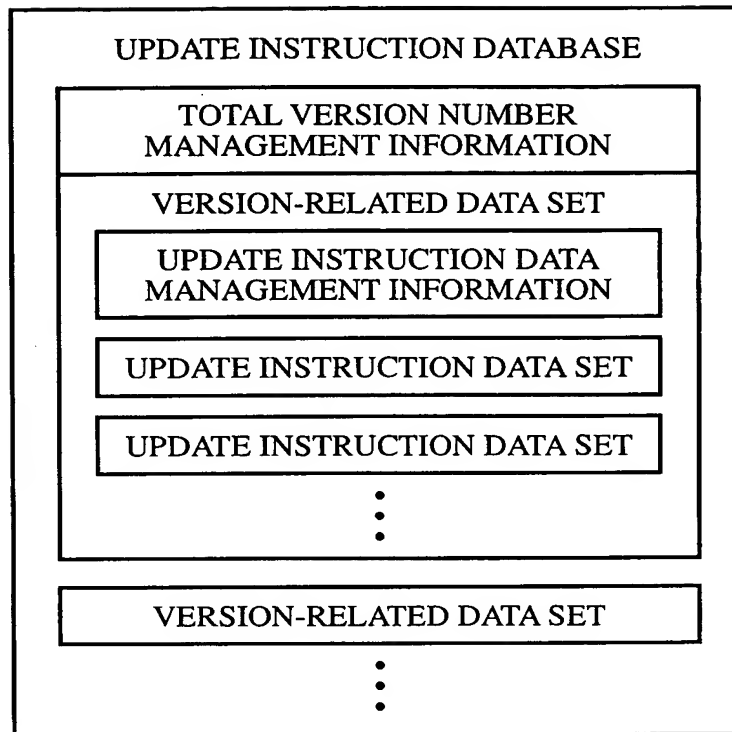 UPDATE INSTRUCTION DATABASE
TOTAL VERSION NUMBER
MANAGEMENT INFORMATION
VERSION-RELATED DATA SET
UPDATE INSTRUCTION DATA
MANAGEMENT INFORMATION
UPDATE INSTRUCTION DATA SET
UPDATE INSTRUCTION DATA SET
VERSION-RELATED DATA SET